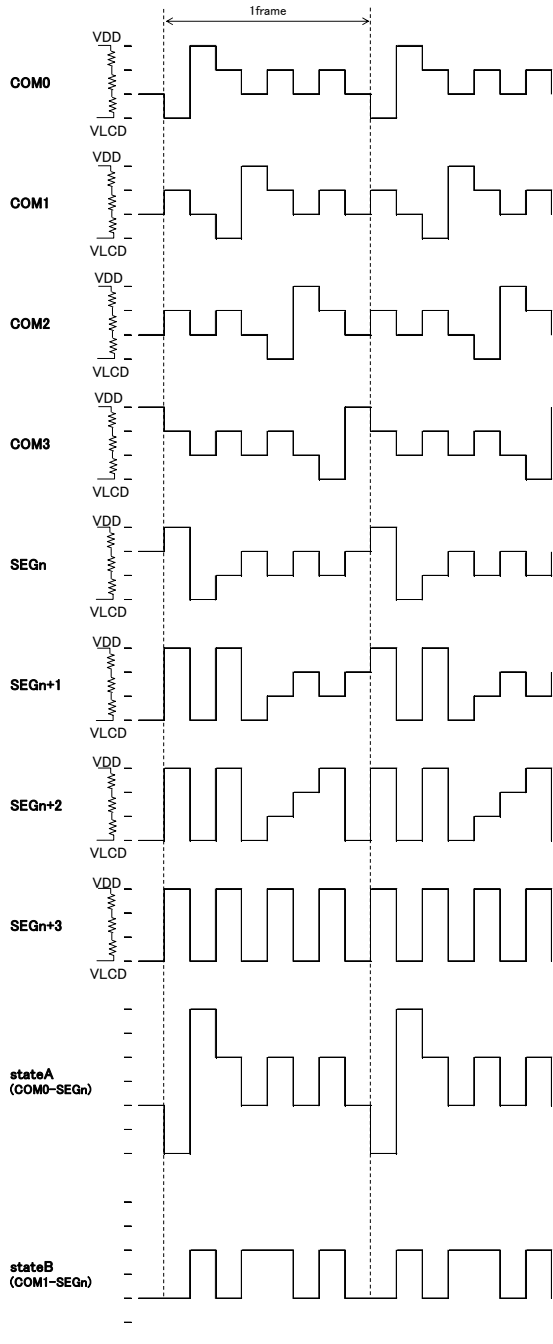 1frame
VDD
COM0
VLCD
VDD
COM1
VLCD
VDD
COM2
VLCD
VDD
COM3
VLCD
VDD
SEGn
VLCD
VDD
SEGn+1
VLCD
VDD
SEGn+2
VLCD
VDD
SEGn+3
VLCD
stateA
(COM0-SEGn)
stateB
(COM1-SEGn)